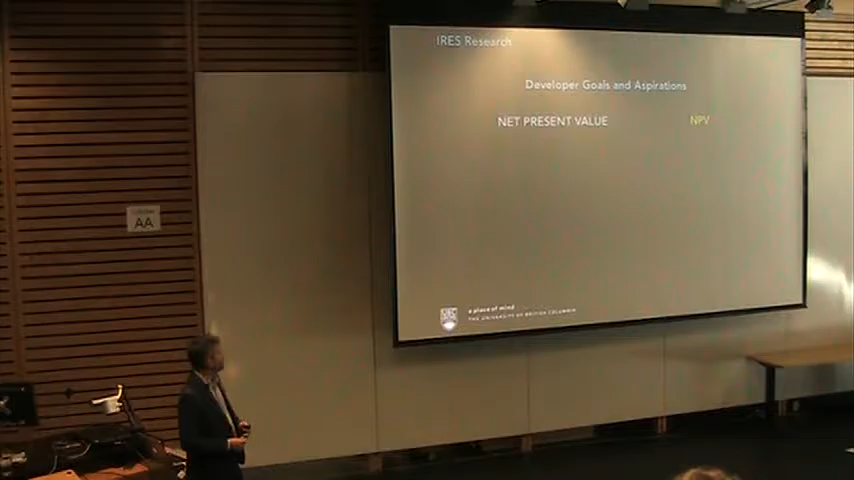 IRES Research
Developer Goals and Aspirations
NET PRESENT VALUE NPV
AA
UBC
a place of mind
THE UNIVERSITY OF BRITISH COLUMBIA